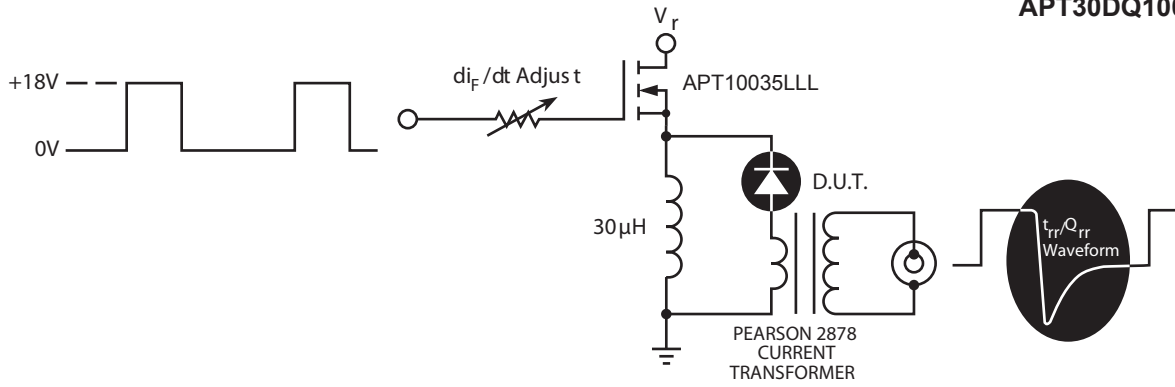 APT30DQ100
V r
+18V
0V
di F /dt Adjus t
APT10035LLL
D.U.T.
30µH
t rr /Q rr
Waveform
PEARSON 2878
CURRENT
TRANSFORMER